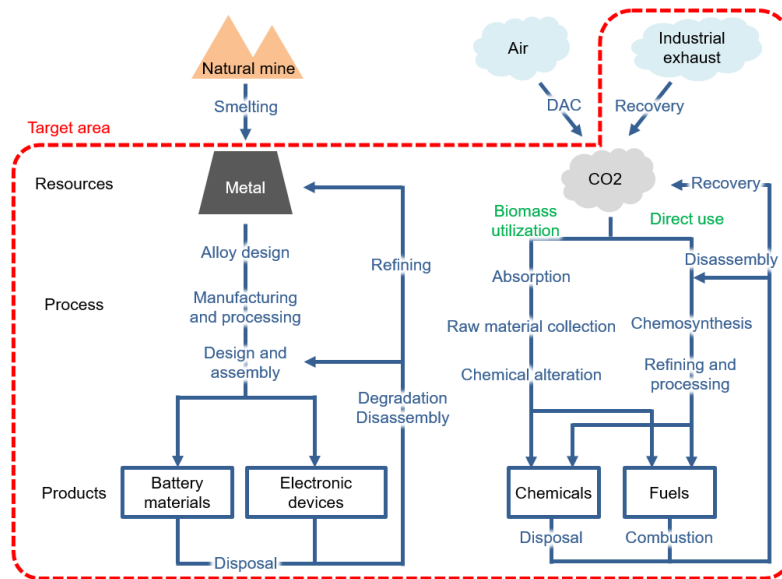 Natural mine
Air
Industrial
exhaust
Smelting
DAC
Recovery
Target area
Resources
Metal
CO2
Recovery
Biomass
utilization
Direct use
Alloy design
Refining
Absorption
Disassembly
Process
Manufacturing
and processing
Raw material collection
Chemosynthesis
Design and
assembly
Chemical alteration
Refining and
processing
Degradation
Disassembly
Products
Battery
materials
Electronic
devices
Chemicals
Fuels
Disposal
Disposal
Combustion